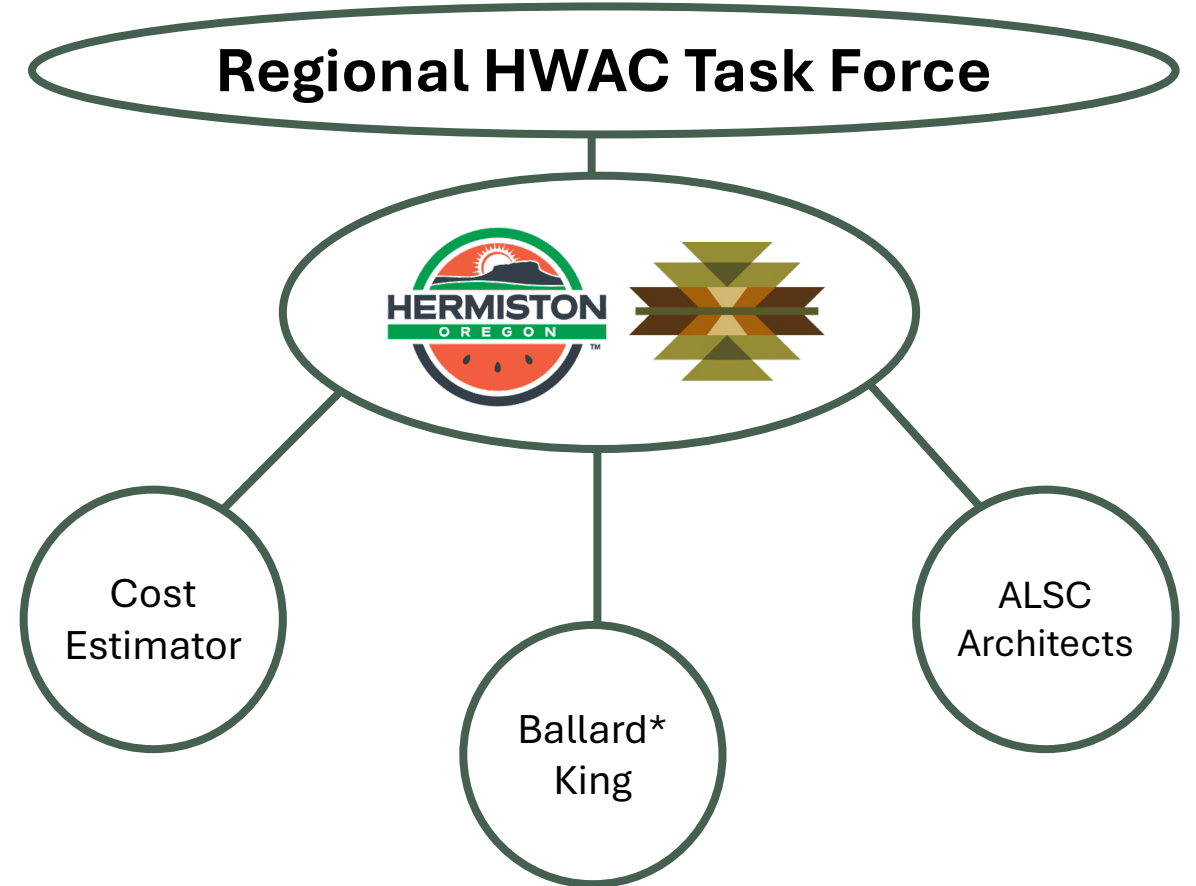 Regional HWAC Task Force
HERMISTON
OREGON
TM
Cost
Estimator
Ballard*
King
ALSC
Architects